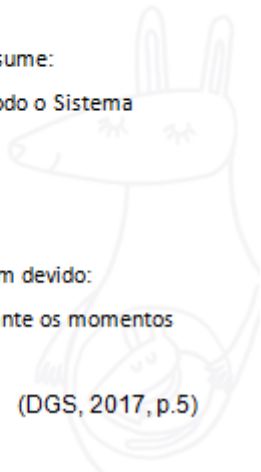 sume:
odo o Sistema
m devido:
nte os momentos
(DGS, 2017, p.5)